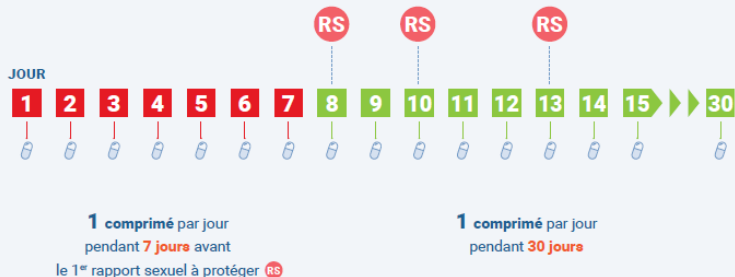 RS RS RS
JOUR
1 2 3 4 5 6 7 8 9 10 11 12 13 14 15 30
1 comprimé par jour
pendant 7 jours avant
le 1er rapport sexuel à protéger RS
1 comprimé par jour
pendant 30 jours